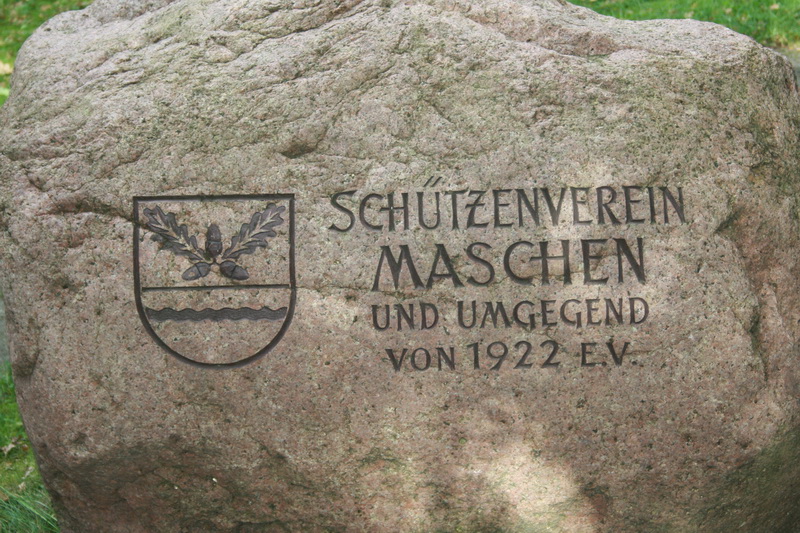 SCHÜTZENVEREIN
MASCHEN
UND UMGEGEND
VON 1922 E.V.